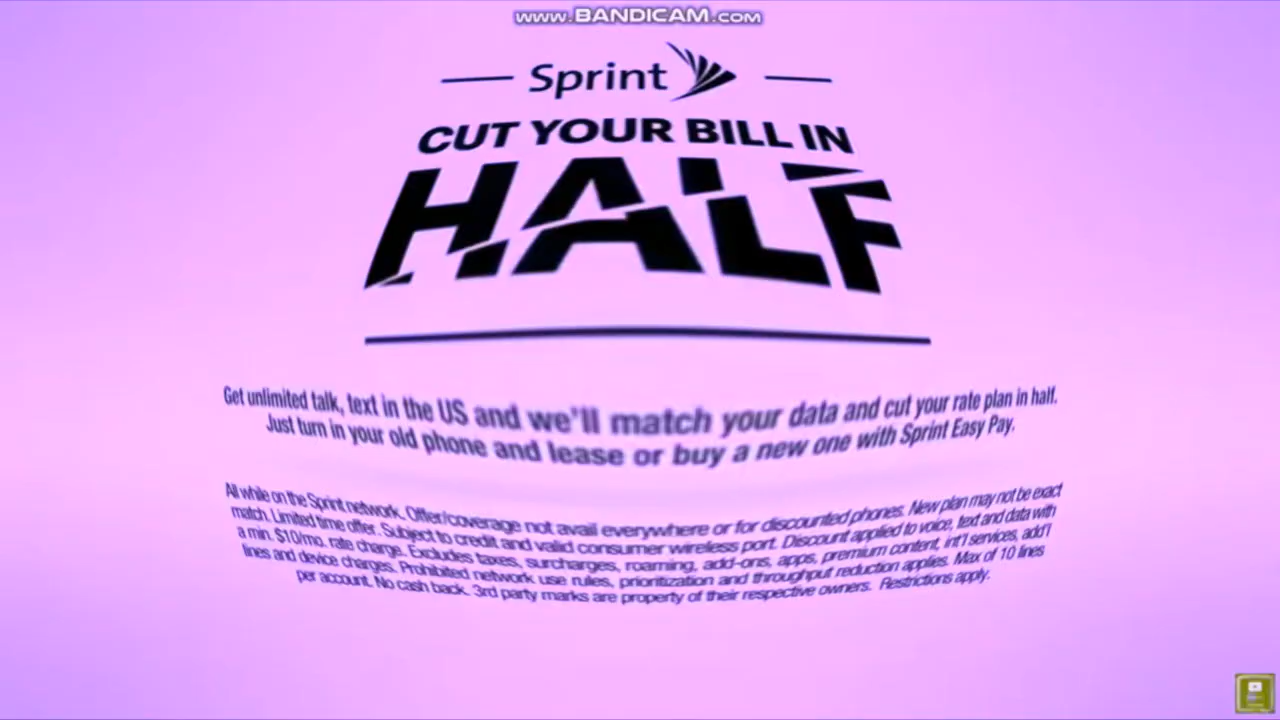 www.BANDICAM.com
Sprint
CUT YOUR BILL IN
HALF
Get unlimited talk, text in the US and we'll match your data and cut your rate plan in half.
Just turn in your old phone and lease or buy a new one with Sprint Easy Pay.
All while on the Sprint network. Offer/coverage not avail everywhere or for discounted phones. New plan may not be exact
match. Limited time offer. Subject to credit and valid consumer wireless port. Discount applied to voice, text and data with
a min. $10/mo. rate charge. Excludes taxes, surcharges, roaming, add-ons, apps, premium content, int'l services, add'l
lines and device charges. Prohibited network use rules, prioritization and throughput reduction applies. Max of 10 lines
per account. No cash back. 3rd party marks are property of their respective owners. Restrictions apply.